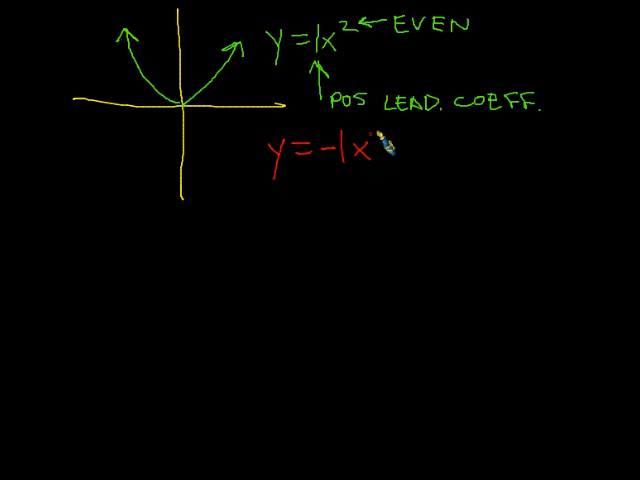 y = 1x² ← EVEN
POS LEAD. COEFF.
y = -1x